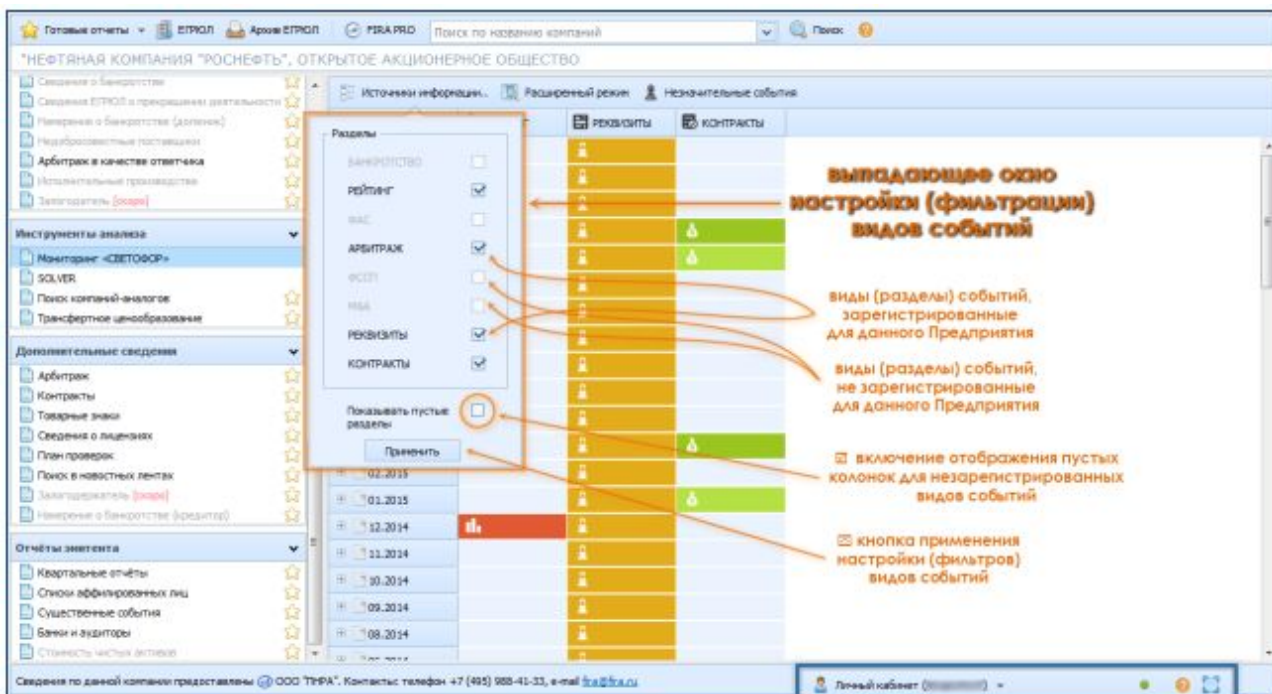 Готовые отчеты ЕГРЮЛ Архив ЕГРЮЛ FIRA PRO Поиск по названию компаний Поиск
"НЕФТЯНАЯ КОМПАНИЯ "РОСНЕФТЬ", ОТКРЫТОЕ АКЦИОНЕРНОЕ ОБЩЕСТВО
Сведения о банкротстве
Сведения ЕГРЮЛ о прекращении деятельности
Намерения о банкротстве (должник)
Недобросовестные поставщики
Арбитраж в качестве ответчика
Исполнительные производства
Залогодатель [скоро]
Инструменты анализа
Мониторинг «СВЕТОФОР»
SOLVER
Поиск компаний-аналогов
Трансфертное ценообразование
Дополнительные сведения
Арбитраж
Контракты
Товарные знаки
Сведения о лицензиях
План проверок
Поиск в новостных лентах
Залогодержатель [скоро]
Намерения о банкротстве (кредитор)
Отчёты эмитента
Квартальные отчёты
Списки аффилированных лиц
Существенные события
Банки и аудиторы
Стоимость чистых активов
Источники информации... Расширенный режим Незначительные события
РЕКВИЗИТЫ КОНТРАКТЫ
Разделы
БАНКРОТСТВО
РЕЙТИНГ
ФАС
АРБИТРАЖ
ФССП
M&A
РЕКВИЗИТЫ
КОНТРАКТЫ
Показывать пустые
разделы
Применить
02.2015
01.2015
12.2014
11.2014
10.2014
09.2014
08.2014
выпадающее окно
настройки (фильтрации)
видов событий
виды (разделы) событий,
зарегистрированные
для данного Предприятия
виды (разделы) событий,
не зарегистрированные
для данного Предприятия
☑ включение отображения пустых
колонок для незарегистрированных
видов событий
кнопка применения
настройки (фильтров)
видов событий
Сведения по данной компании предоставлены ООО "ПМРА". Контакты: телефон +7 (495) 988-41-33, e-mail fira@fira.ru
Личный кабинет